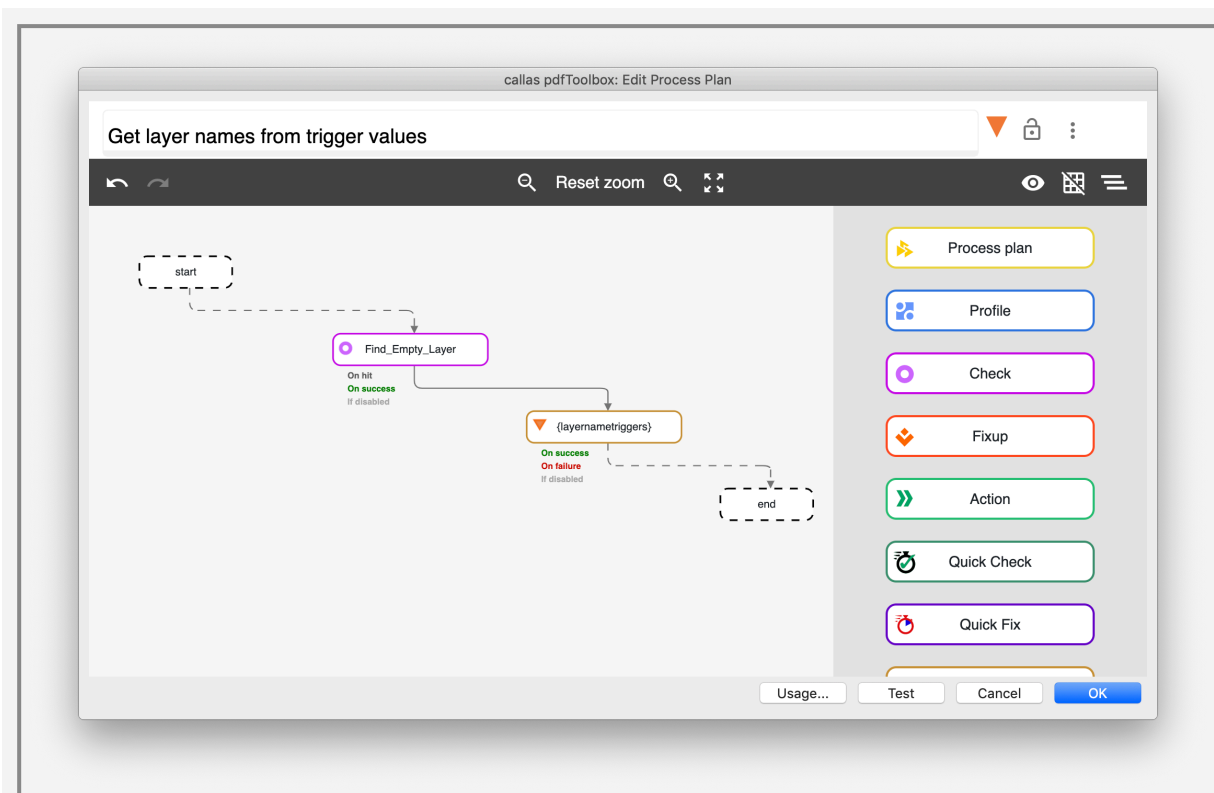 callas pdfToolbox: Edit Process Plan
Get layer names from trigger values
Reset zoom
start
Find_Empty_Layer
On hit
On success
If disabled
{layernametriggers}
On success
On failure
If disabled
end
Process plan
Profile
Check
Fixup
Action
Quick Check
Quick Fix
Usage...
Test
Cancel
OK